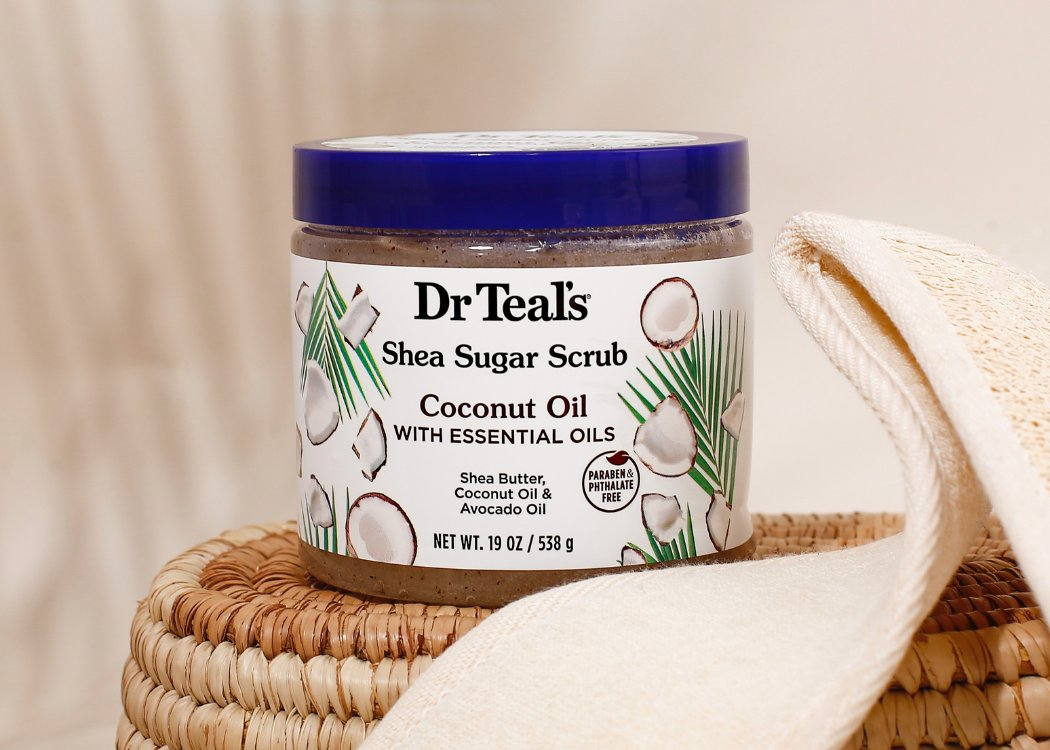 Dr Teal's®
Shea Sugar Scrub
Coconut Oil
WITH ESSENTIAL OILS
Shea Butter,
Coconut Oil &
Avocado Oil
PARABEN &
PHTHALATE
FREE
NET WT. 19 OZ / 538 g